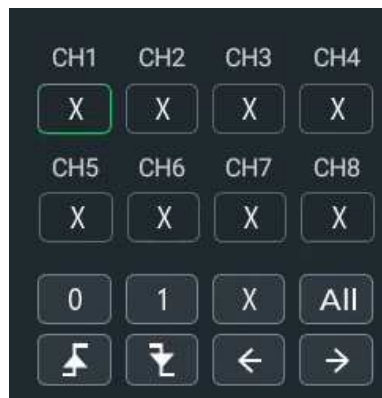 CH1 CH2 CH3 CH4
X X X X
CH5 CH6 CH7 CH8
X X X X
0 1 X All